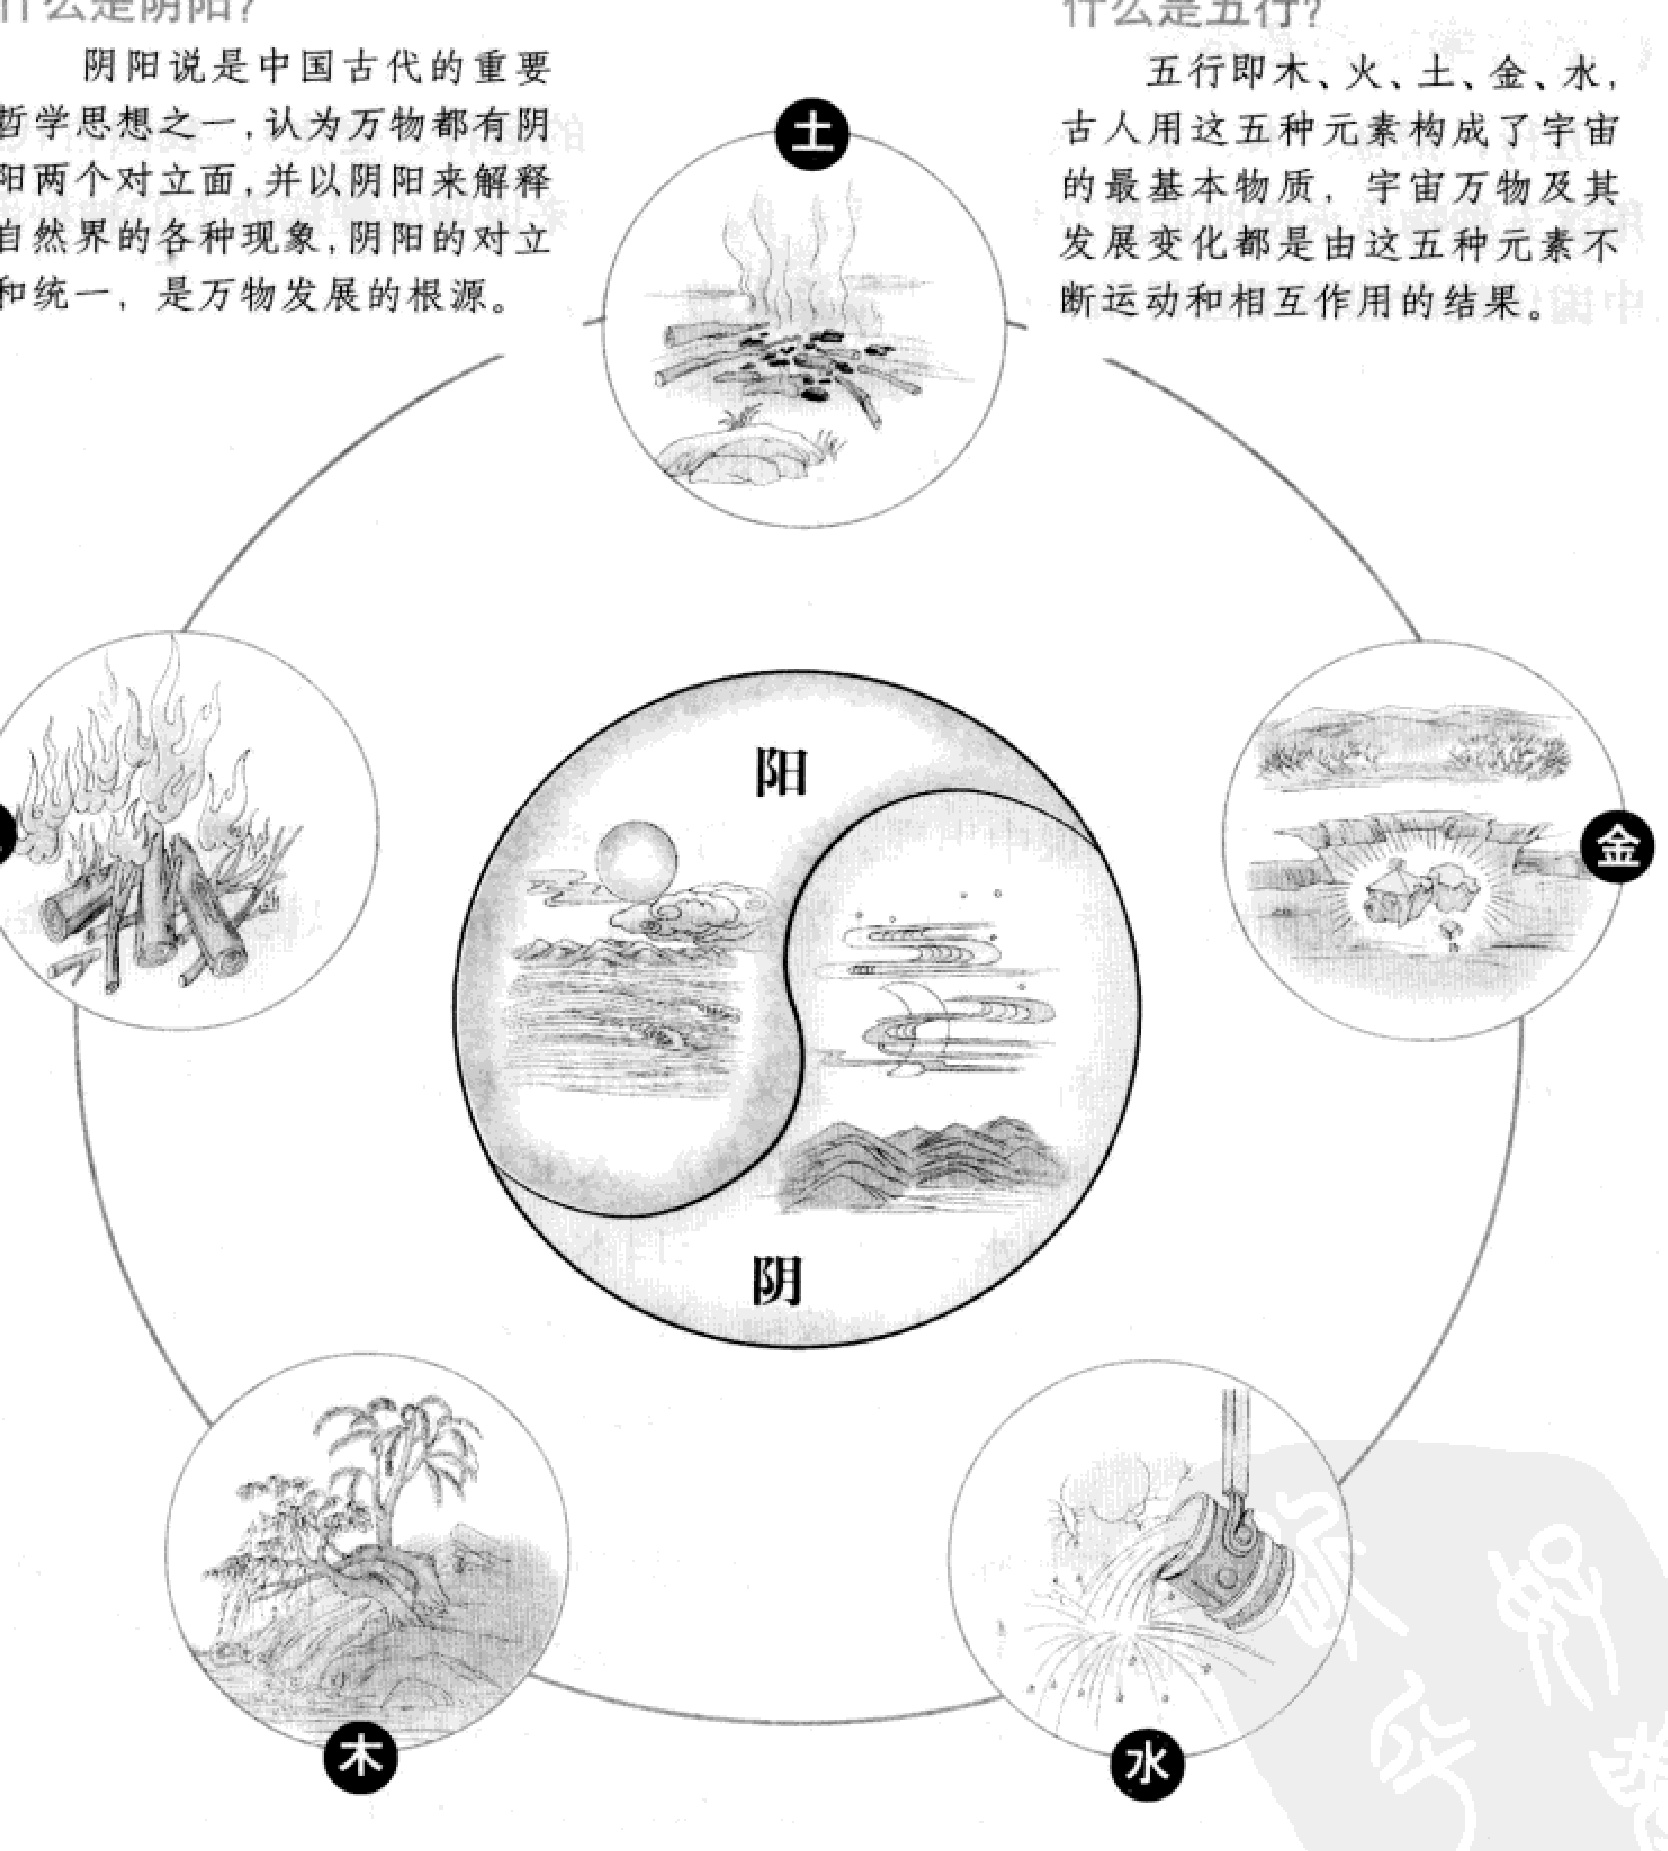 什么是阴阳?
阴阳说是中国古代的重要
哲学思想之一,认为万物都有阴
阳两个对立面,并以阴阳来解释
自然界的各种现象,阴阳的对立
和统一，是万物发展的根源。
什么是五行?
五行即木、火、土、金、水,
古人用这五种元素构成了宇宙
的最基本物质，宇宙万物及其
发展变化都是由这五种元素不
断运动和相互作用的结果。
土
阳
金
阴
木
水